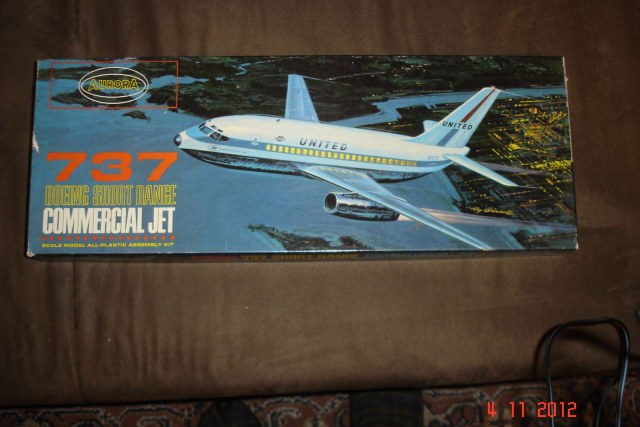 AURORA
737
BOEING SHORT RANGE
COMMERCIAL JET
SCALE MODEL ALL-PLASTIC ASSEMBLY KIT
UNITED
UNITED
4 11 2012